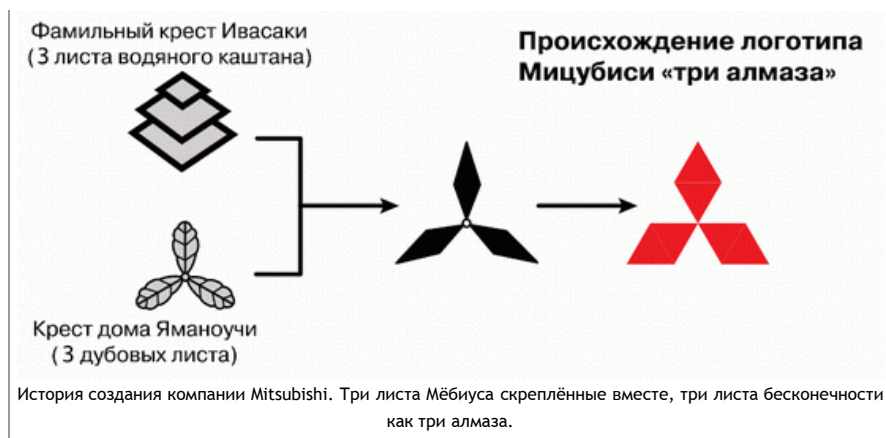 Фамильный крест Ивасаки
(3 листа водяного каштана)
Происхождение логотипа
Мицубиси «три алмаза»
Крест дома Яманоучи
(3 дубовых листа)
История создания компании Mitsubishi. Три листа Мёбиуса скреплённые вместе, три листа бесконечности
как три алмаза.